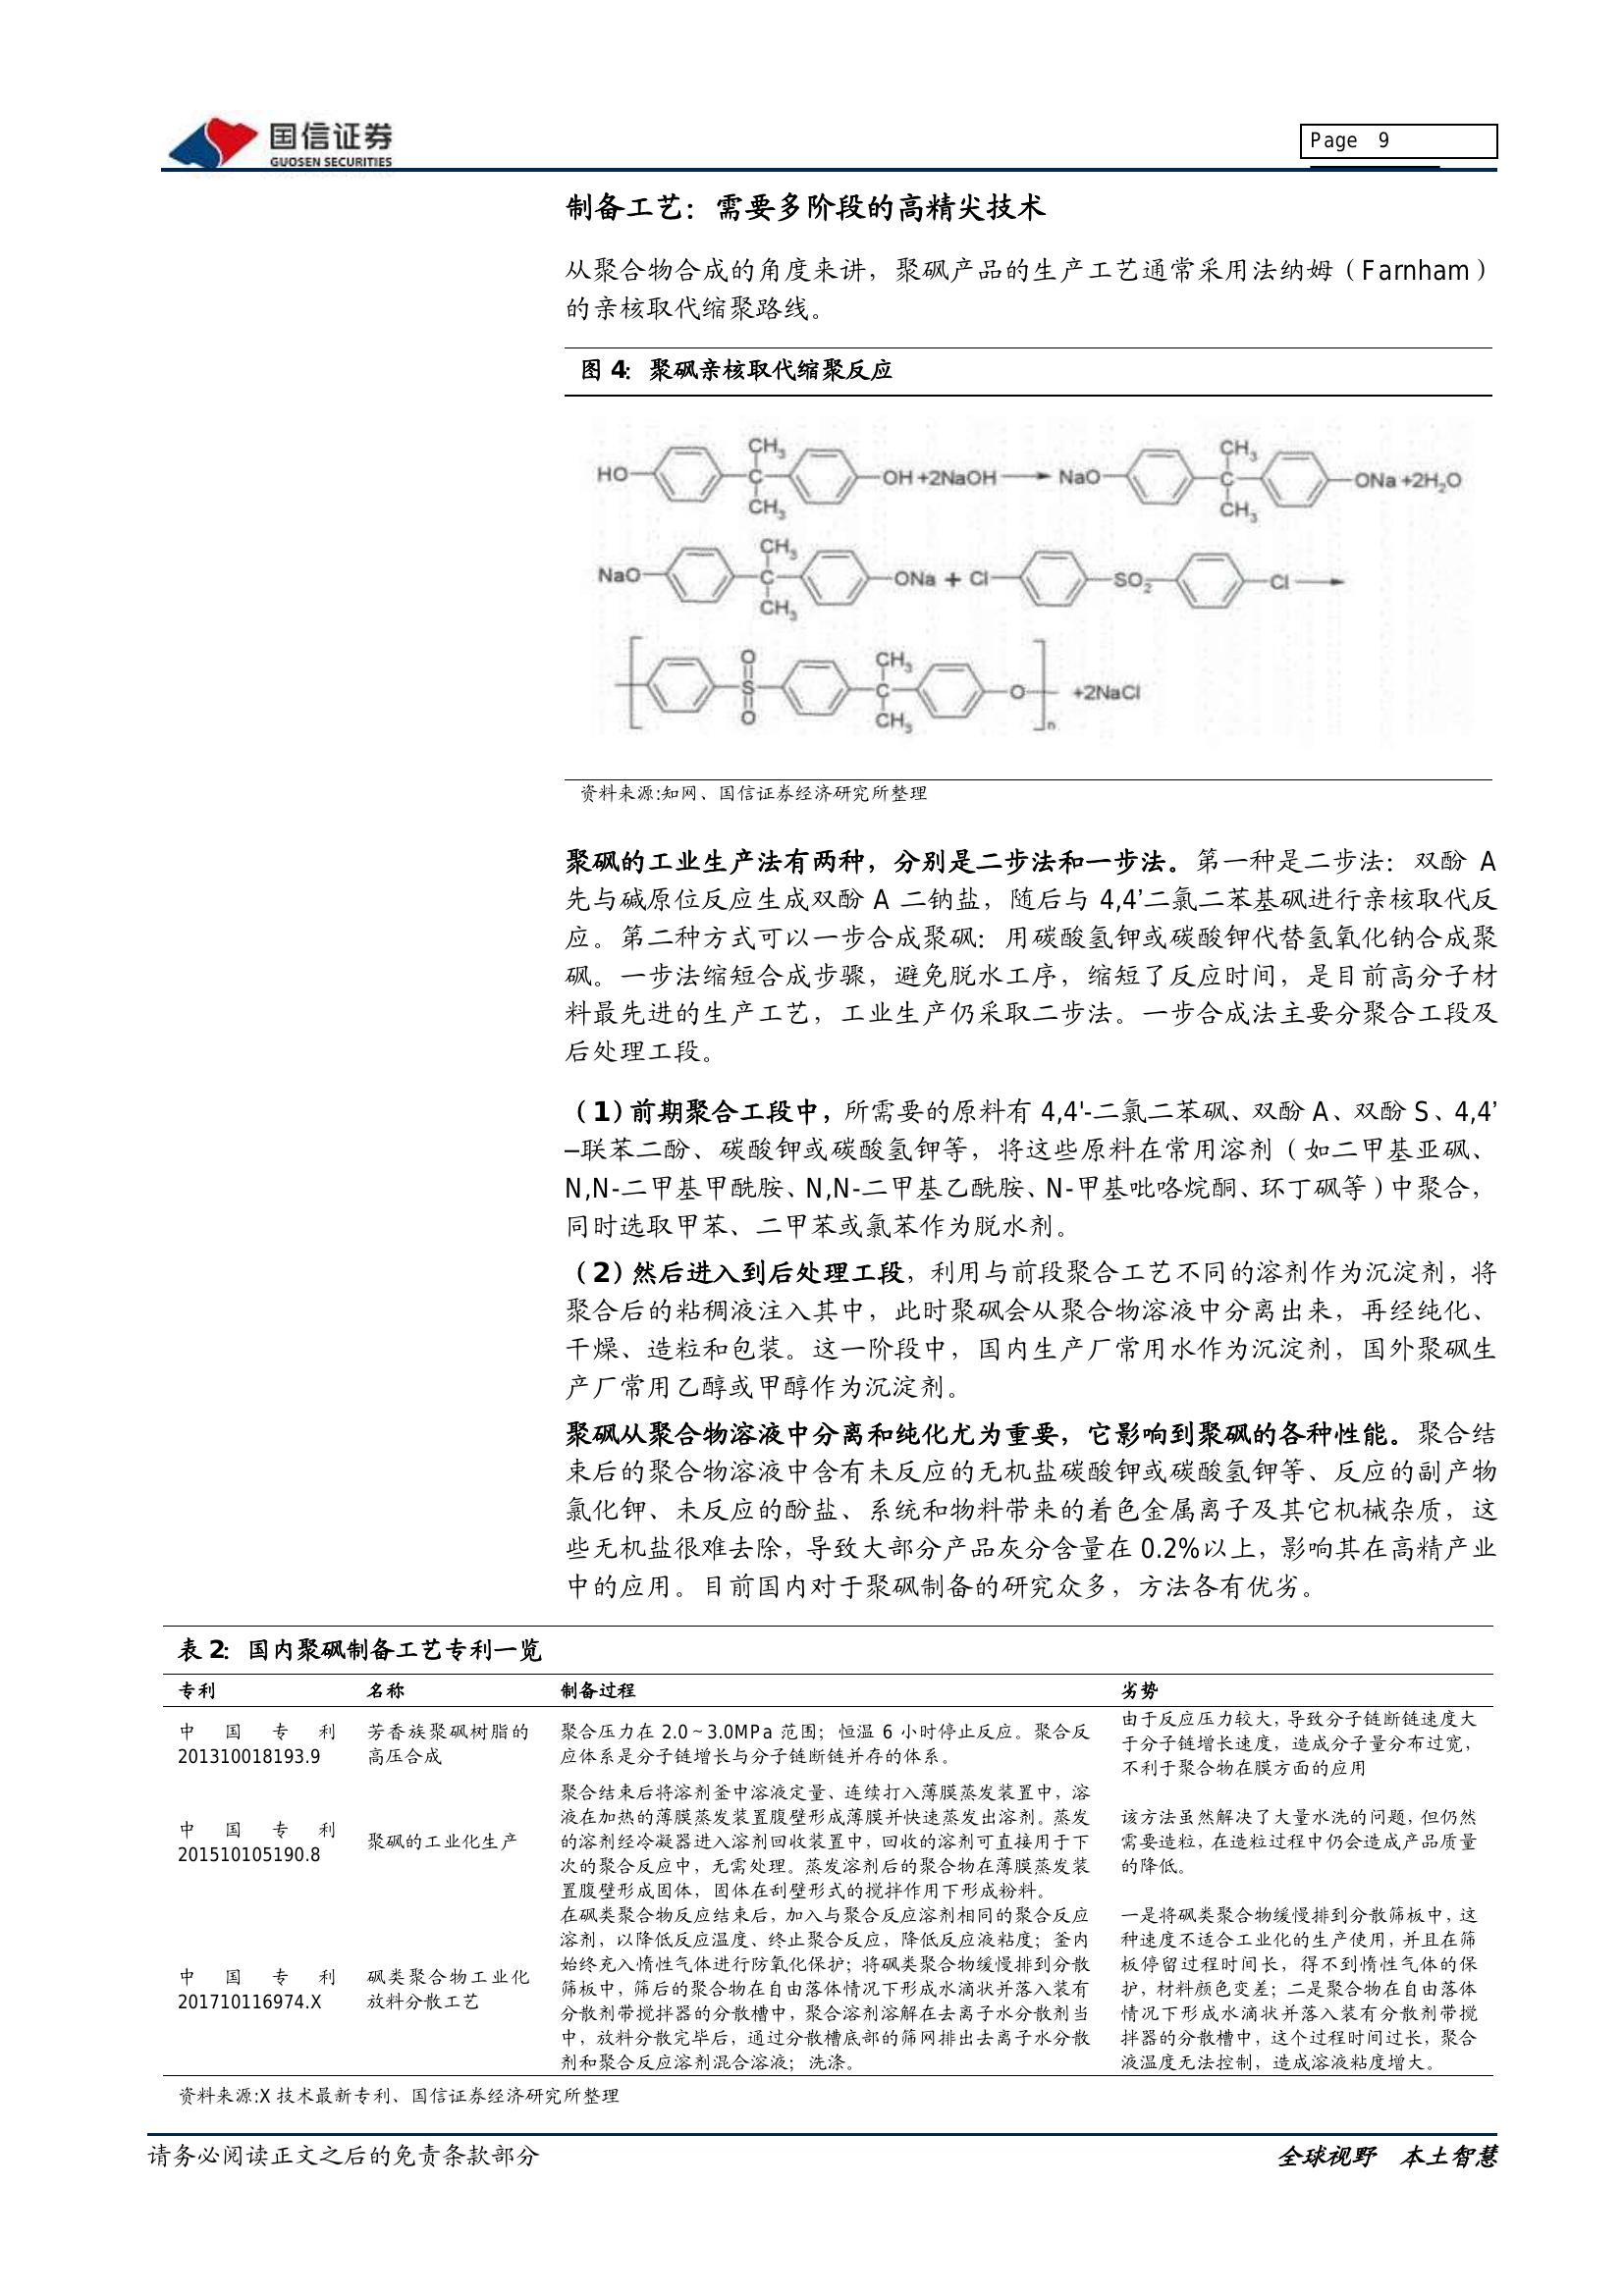 国信证券
GUOSEN SECURITIES
Page 9
制备工艺：需要多阶段的高精尖技术
从聚合物合成的角度来讲，聚砜产品的生产工艺通常采用法纳姆（Farnham）
的亲核取代缩聚路线。
图 4：聚砜亲核取代缩聚反应
HO CH3 C CH3 OH +2NaOH NaO CH3 C CH3 ONa +2H2O
NaO CH3 C CH3 ONa + Cl SO2 Cl
O S O CH3 C CH3 O n +2NaCl
资料来源:知网、国信证券经济研究所整理
聚砜的工业生产法有两种，分别是二步法和一步法。第一种是二步法：双酚 A
先与碱原位反应生成双酚 A 二钠盐，随后与 4,4’二氯二苯基砜进行亲核取代反
应。第二种方式可以一步合成聚砜：用碳酸氢钾或碳酸钾代替氢氧化钠合成聚
砜。一步法缩短合成步骤，避免脱水工序，缩短了反应时间，是目前高分子材
料最先进的生产工艺，工业生产仍采取二步法。一步合成法主要分聚合工段及
后处理工段。
（1）前期聚合工段中，所需要的原料有 4,4'-二氯二苯砜、双酚 A、双酚 S、4,4’
–联苯二酚、碳酸钾或碳酸氢钾等，将这些原料在常用溶剂（如二甲基亚砜、
N,N-二甲基甲酰胺、N,N-二甲基乙酰胺、N-甲基吡咯烷酮、环丁砜等）中聚合，
同时选取甲苯、二甲苯或氯苯作为脱水剂。
（2）然后进入到后处理工段，利用与前段聚合工艺不同的溶剂作为沉淀剂，将
聚合后的粘稠液注入其中，此时聚砜会从聚合物溶液中分离出来，再经纯化、
干燥、造粒和包装。这一阶段中，国内生产厂常用水作为沉淀剂，国外聚砜生
产厂常用乙醇或甲醇作为沉淀剂。
聚砜从聚合物溶液中分离和纯化尤为重要，它影响到聚砜的各种性能。聚合结
束后的聚合物溶液中含有未反应的无机盐碳酸钾或碳酸氢钾等、反应的副产物
氯化钾、未反应的酚盐、系统和物料带来的着色金属离子及其它机械杂质，这
些无机盐很难去除，导致大部分产品灰分含量在 0.2%以上，影响其在高精产业
中的应用。目前国内对于聚砜制备的研究众多，方法各有优劣。
表 2：国内聚砜制备工艺专利一览
专利 名称 制备过程 劣势
中国专利
201310018193.9
芳香族聚砜树脂的
高压合成
聚合压力在 2.0~3.0MPa 范围；恒温 6 小时停止反应。聚合反
应体系是分子链增长与分子链断链并存的体系。
由于反应压力较大，导致分子链断链速度大
于分子链增长速度，造成分子量分布过宽，
不利于聚合物在膜方面的应用
中国专利
201510105190.8
聚砜的工业化生产
聚合结束后将溶剂釜中溶液定量、连续打入薄膜蒸发装置中，溶
液在加热的薄膜蒸发装置腹壁形成薄膜并快速蒸发出溶剂。蒸发
的溶剂经冷凝器进入溶剂回收装置中，回收的溶剂可直接用于下
次的聚合反应中，无需处理。蒸发溶剂后的聚合物在薄膜蒸发装
置腹壁形成固体，固体在刮壁形式的搅拌作用下形成粉料。
该方法虽然解决了大量水洗的问题，但仍然
需要造粒，在造粒过程中仍会造成产品质量
的降低。
中国专利
201710116974.X
砜类聚合物工业化
放料分散工艺
在砜类聚合物反应结束后，加入与聚合反应溶剂相同的聚合反应
溶剂，以降低反应温度、终止聚合反应，降低反应液粘度；釜内
始终充入惰性气体进行防氧化保护；将砜类聚合物缓慢排到分散
筛板中，筛后的聚合物在自由落体情况下形成水滴状并落入装有
分散剂带搅拌器的分散槽中，聚合溶剂溶解在去离子水分散剂当
中，放料分散完毕后，通过分散槽底部的筛网排出去离子水分散
剂和聚合反应溶剂混合溶液；洗涤。
一是将砜类聚合物缓慢排到分散筛板中，这
种速度不适合工业化的生产使用，并且在筛
板停留过程时间长，得不到惰性气体的保
护，材料颜色变差；二是聚合物在自由落体
情况下形成水滴状并落入装有分散剂带搅
拌器的分散槽中，这个过程时间过长，聚合
液温度无法控制，造成溶液粘度增大。
资料来源:X 技术最新专利、国信证券经济研究所整理
请务必阅读正文之后的免责条款部分
全球视野 本土智慧